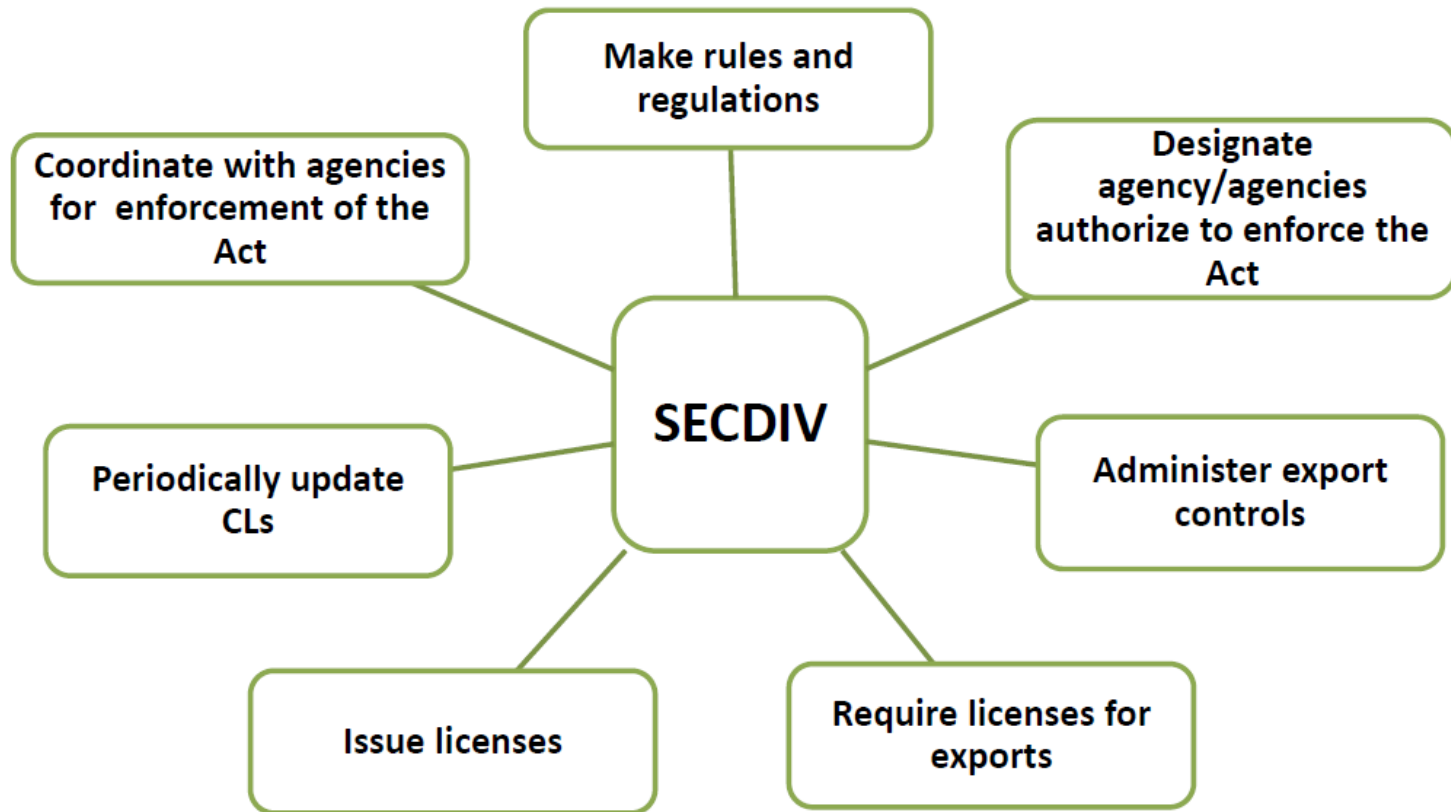 Make rules and
regulations
Coordinate with agencies
for enforcement of the
Act
Designate
agency/agencies
authorize to enforce the
Act
SECDIV
Periodically update
CLs
Administer export
controls
Issue licenses
Require licenses for
exports